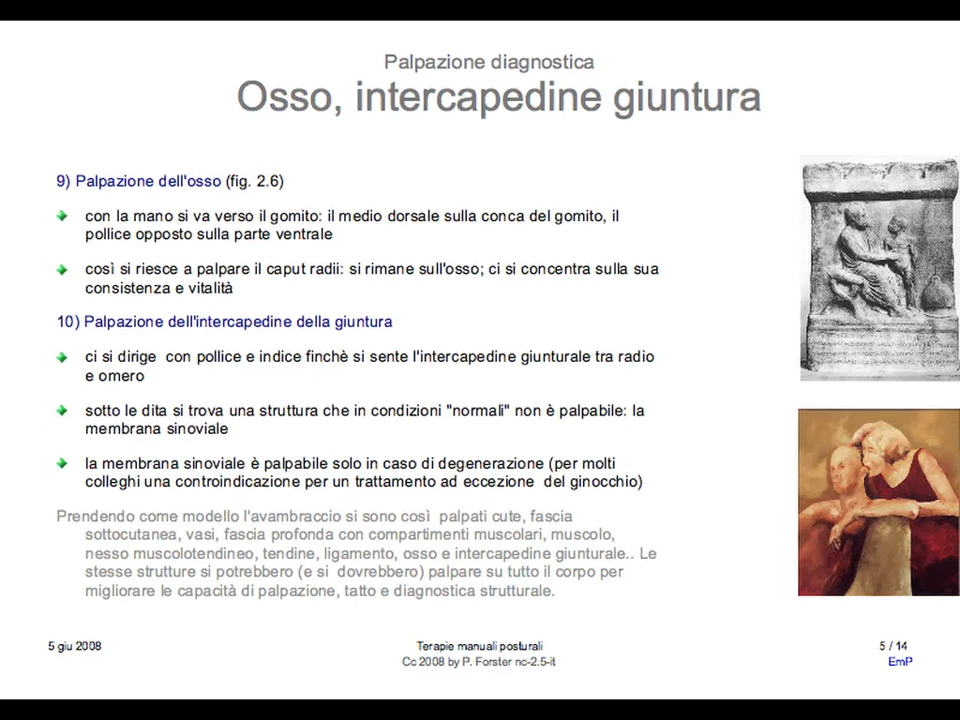 Palpazione diagnostica
Osso, intercapedine giuntura
9) Palpazione dell'osso (fig. 2.6)
con la mano si va verso il gomito: il medio dorsale sulla conca del gomito, il
pollice opposto sulla parte ventrale
così si riesce a palpare il caput radii: si rimane sull'osso; ci si concentra sulla sua
consistenza e vitalità
10) Palpazione dell'intercapedine della giuntura
ci si dirige con pollice e indice finchè si sente l'intercapedine giunturale tra radio
e omero
sotto le dita si trova una struttura che in condizioni "normali" non è palpabile: la
membrana sinoviale
la membrana sinoviale è palpabile solo in caso di degenerazione (per molti
colleghi una controindicazione per un trattamento ad eccezione del ginocchio)
Prendendo come modello l'avambraccio si sono così palpati cute, fascia
sottocutanea, vasi, fascia profonda con compartimenti muscolari, muscolo,
nesso muscolotendineo, tendine, ligamento, osso e intercapedine giunturale.. Le
stesse strutture si potrebbero (e si dovrebbero) palpare su tutto il corpo per
migliorare le capacità di palpazione, tatto e diagnostica strutturale.
5 giu 2008
Terapie manuali posturali
5 / 14
Cc 2008 by P. Forster nc-2.5-it
EmP